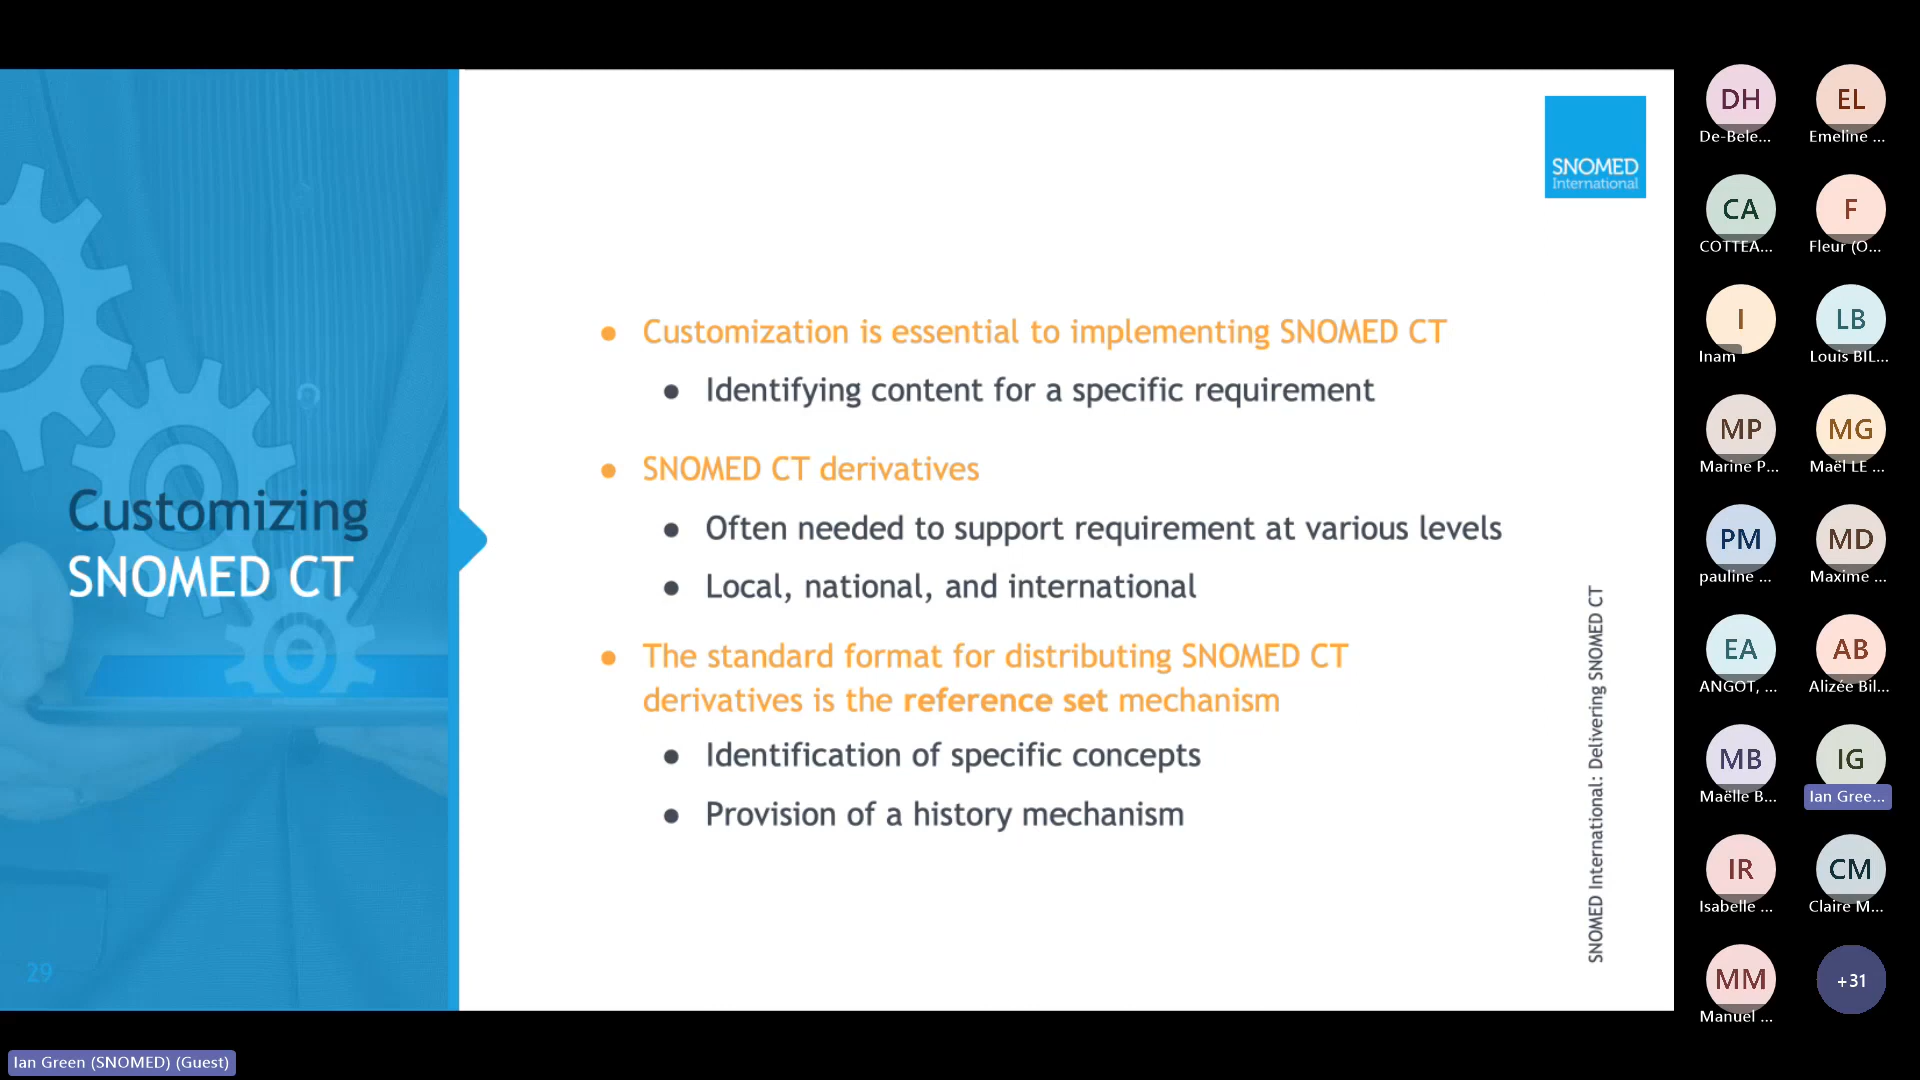 Customizing
SNOMED CT
29
SNOMED
International
• Customization is essential to implementing SNOMED CT
• Identifying content for a specific requirement
• SNOMED CT derivatives
• Often needed to support requirement at various levels
• Local, national, and international
• The standard format for distributing SNOMED CT
derivatives is the reference set mechanism
• Identification of specific concepts
• Provision of a history mechanism
SNOMED International: Delivering SNOMED CT
DH
De-Bele...
EL
Emeline ...
CA
COTTEA...
F
Fleur (O...
I
Inam
LB
Louis BIL...
MP
Marine P...
MG
Maël LE ...
PM
pauline ...
MD
Maxime ...
EA
ANGOT, ...
AB
Alizée Bil...
MB
Maëlle B...
IG
Ian Gree...
IR
Isabelle ...
CM
Claire M...
MM
Manuel ...
+31
Ian Green (SNOMED) (Guest)